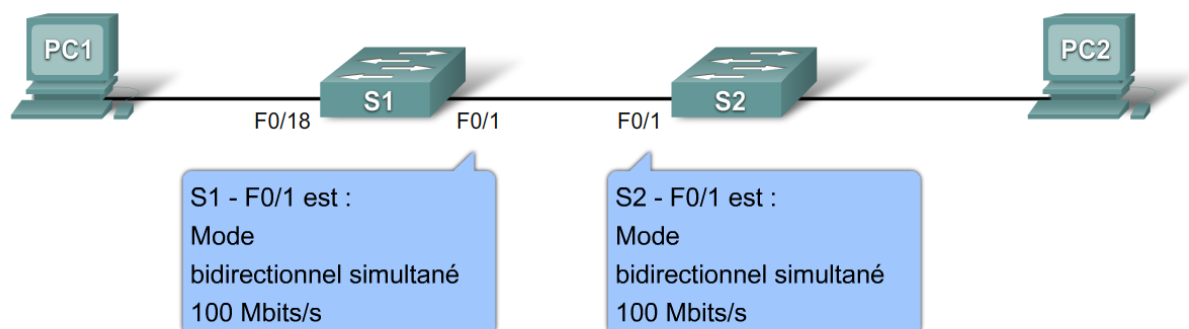 PC1
S1
S2
PC2
F0/18
F0/1
F0/1
S1 - F0/1 est :
Mode
bidirectionnel simultané
100 Mbits/s
S2 - F0/1 est :
Mode
bidirectionnel simultané
100 Mbits/s